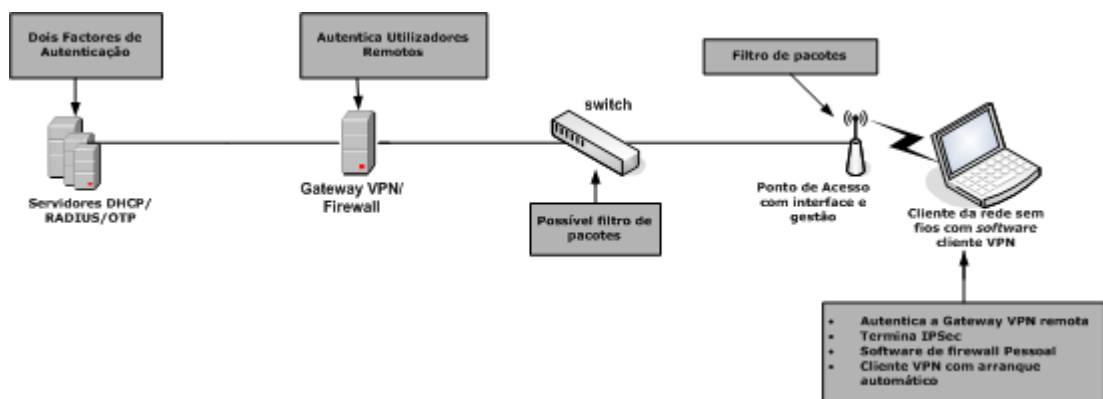 Dois Factores de
Autenticação
Autentica Utilizadores
Remotos
Filtro de pacotes
switch
Servidores DHCP/
RADIUS/OTP
Gateway VPN/
Firewall
Possível filtro de
pacotes
Ponto de Acesso
com interface e
gestão
Cliente da rede sem
fios com software
cliente VPN
• Autentica a Gateway VPN remota
• Termina IPSec
• Software de firewall Pessoal
• Cliente VPN com arranque
automático